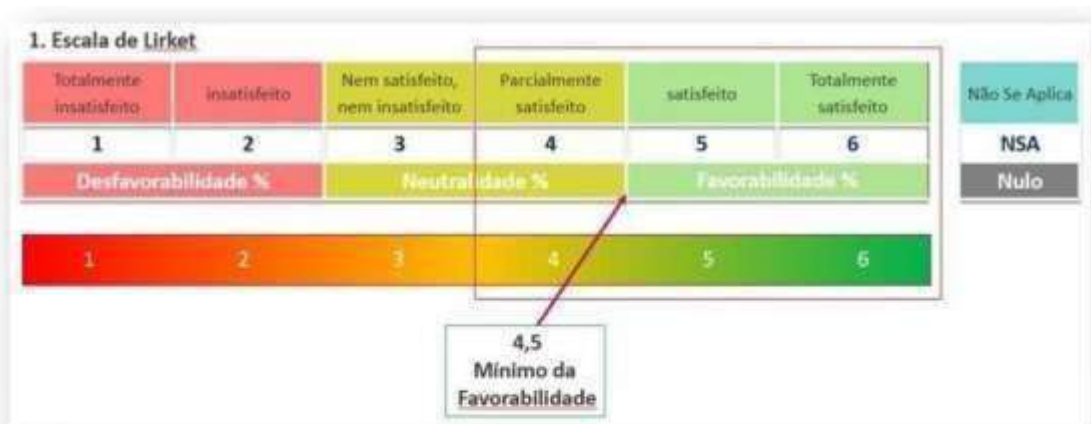 1. Escala de Lirket
Totalmente insatisfeito
insatisfeito
Nem satisfeito, nem insatisfeito
Parcialmente satisfeito
satisfeito
Totalmente satisfeito
Não Se Aplica
1 2 3 4 5 6 NSA
Desfavorabilidade % Neutralidade % Favorabilidade % Nulo
1 2 3 4 5 6
4,5
Mínimo da
Favorabilidade